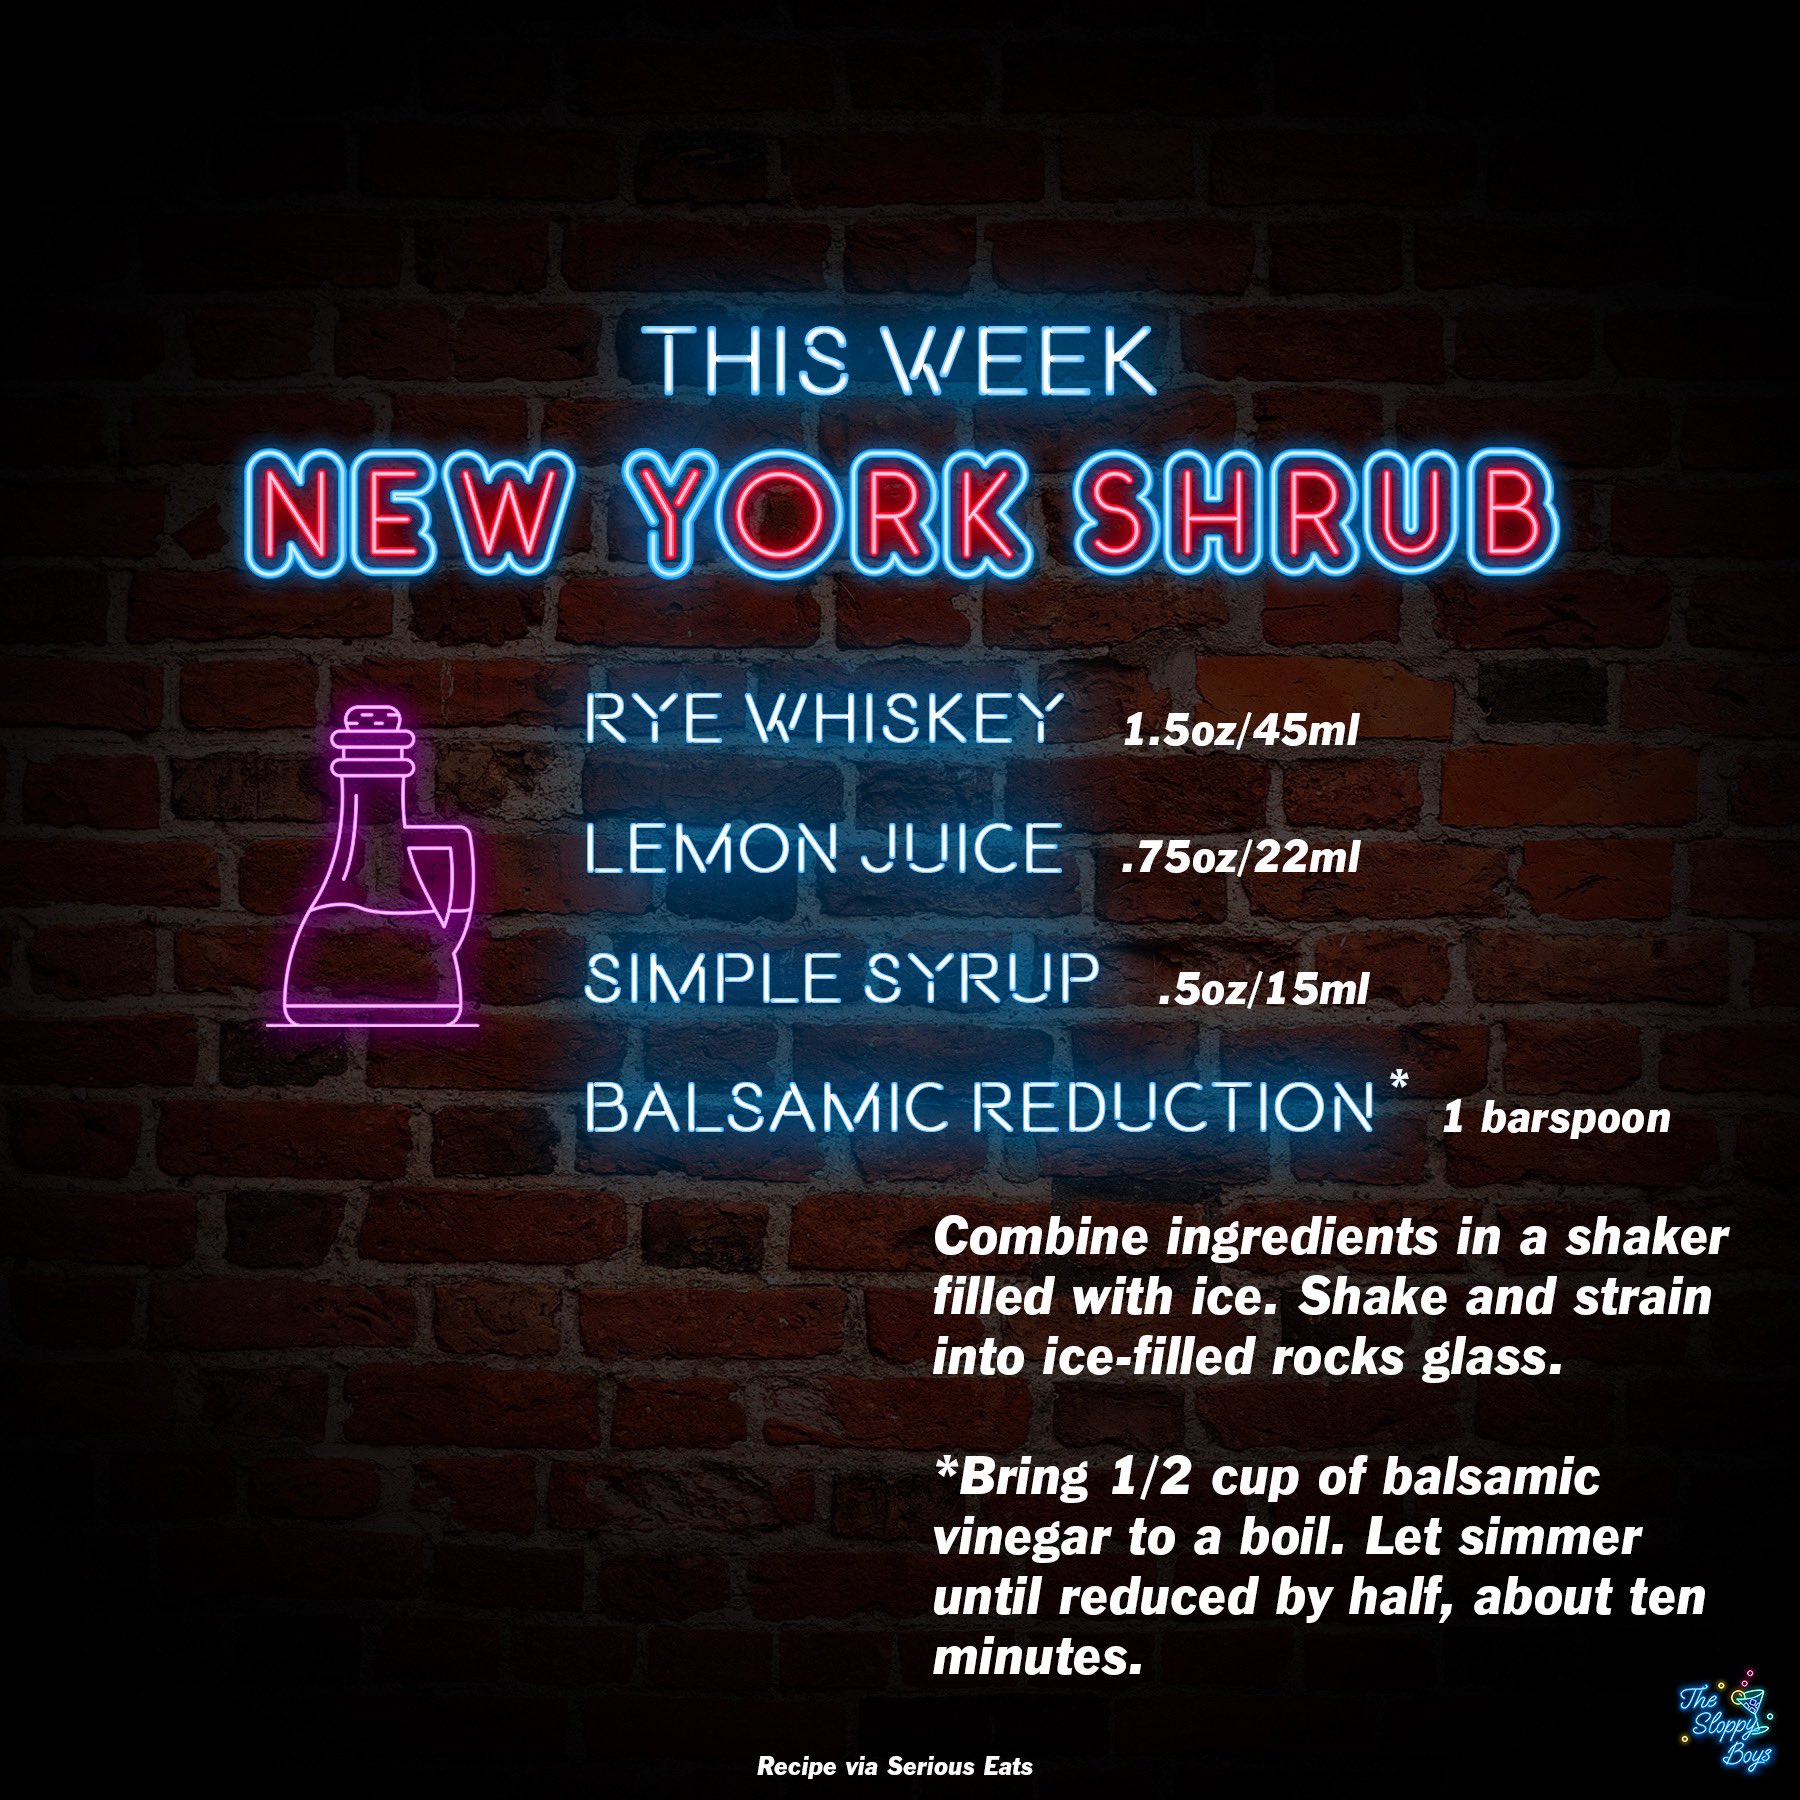 THIS WEEK
NEW YORK SHRUB
RYE WHISKEY 1.5oz/45ml
LEMON JUICE .75oz/22ml
SIMPLE SYRUP .5oz/15ml
BALSAMIC REDUCTION* 1 barspoon
Combine ingredients in a shaker
filled with ice. Shake and strain
into ice-filled rocks glass.
*Bring 1/2 cup of balsamic
vinegar to a boil. Let simmer
until reduced by half, about ten
minutes.
The
Sloppy
Boys
Recipe via Serious Eats